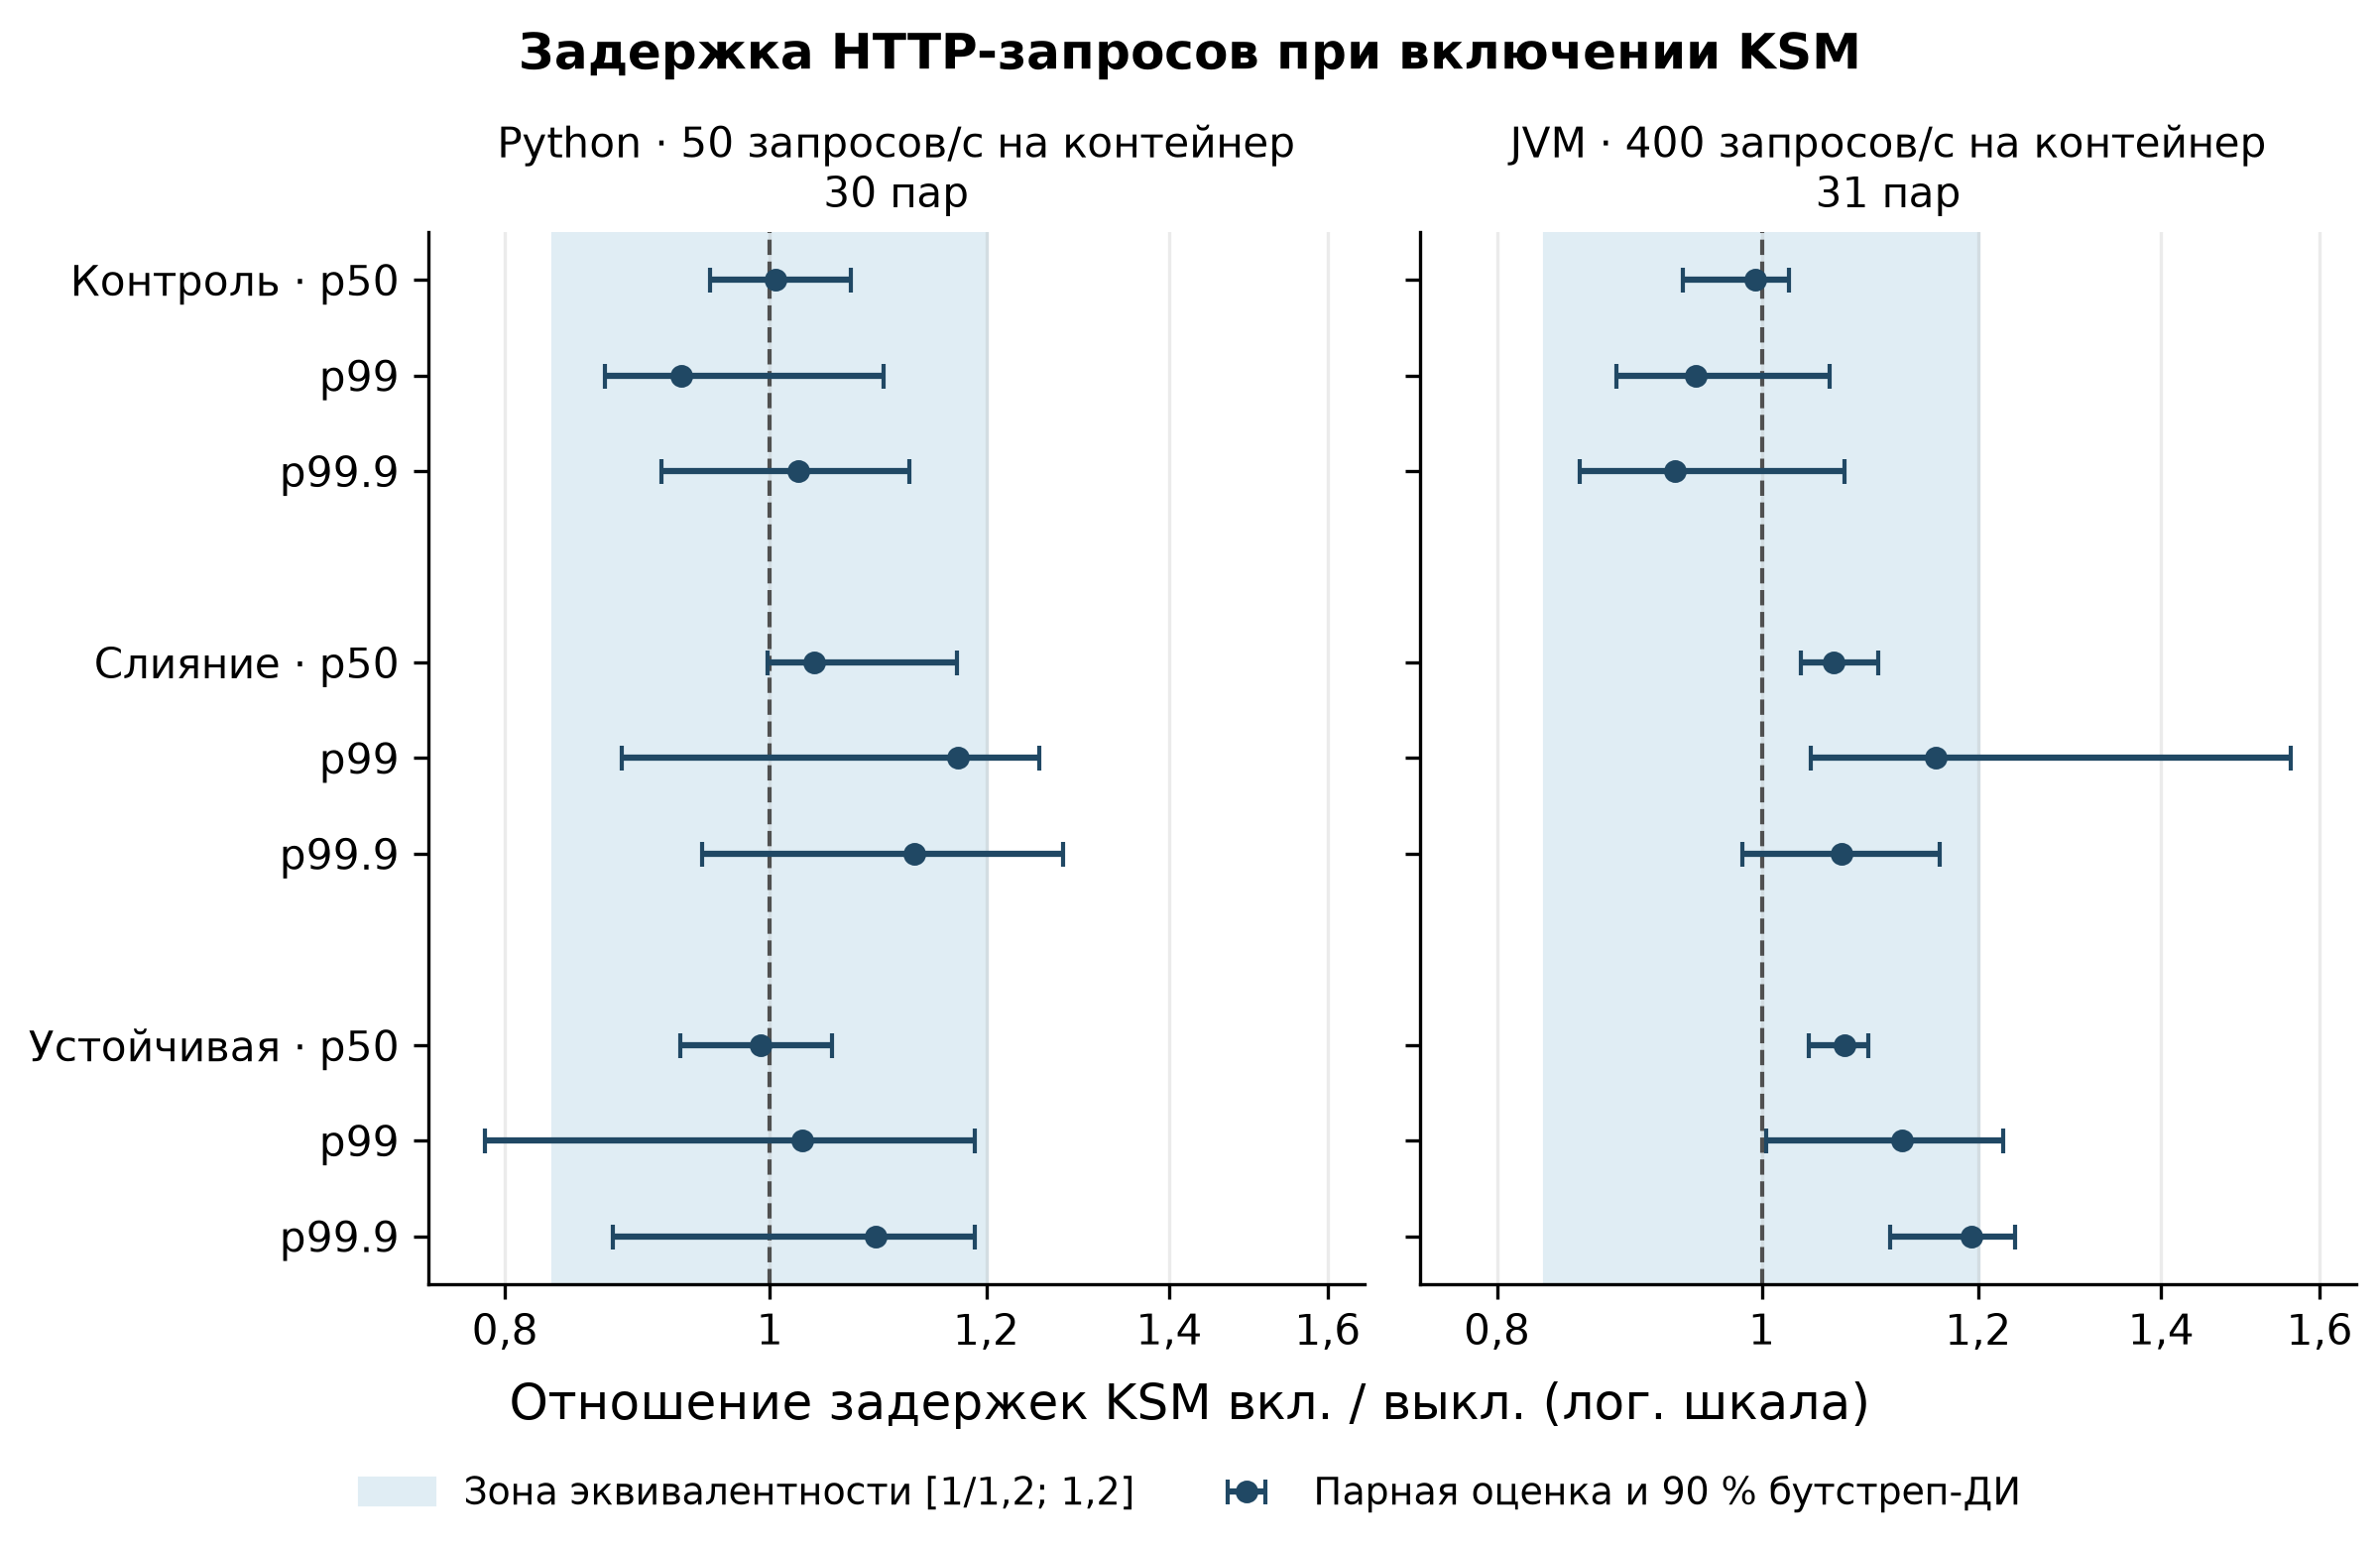 Задержка HTTP-запросов при включении KSM
Python · 50 запросов/с на контейнер
30 пар
JVM · 400 запросов/с на контейнер
31 пар
Контроль · p50
p99
p99.9
Слияние · p50
p99
p99.9
Устойчивая · p50
p99
p99.9
0,8 1 1,2 1,4 1,6
0,8 1 1,2 1,4 1,6
Отношение задержек KSM вкл. / выкл. (лог. шкала)
Зона эквивалентности [1/1,2; 1,2]
Парная оценка и 90 % бутстреп-ДИ